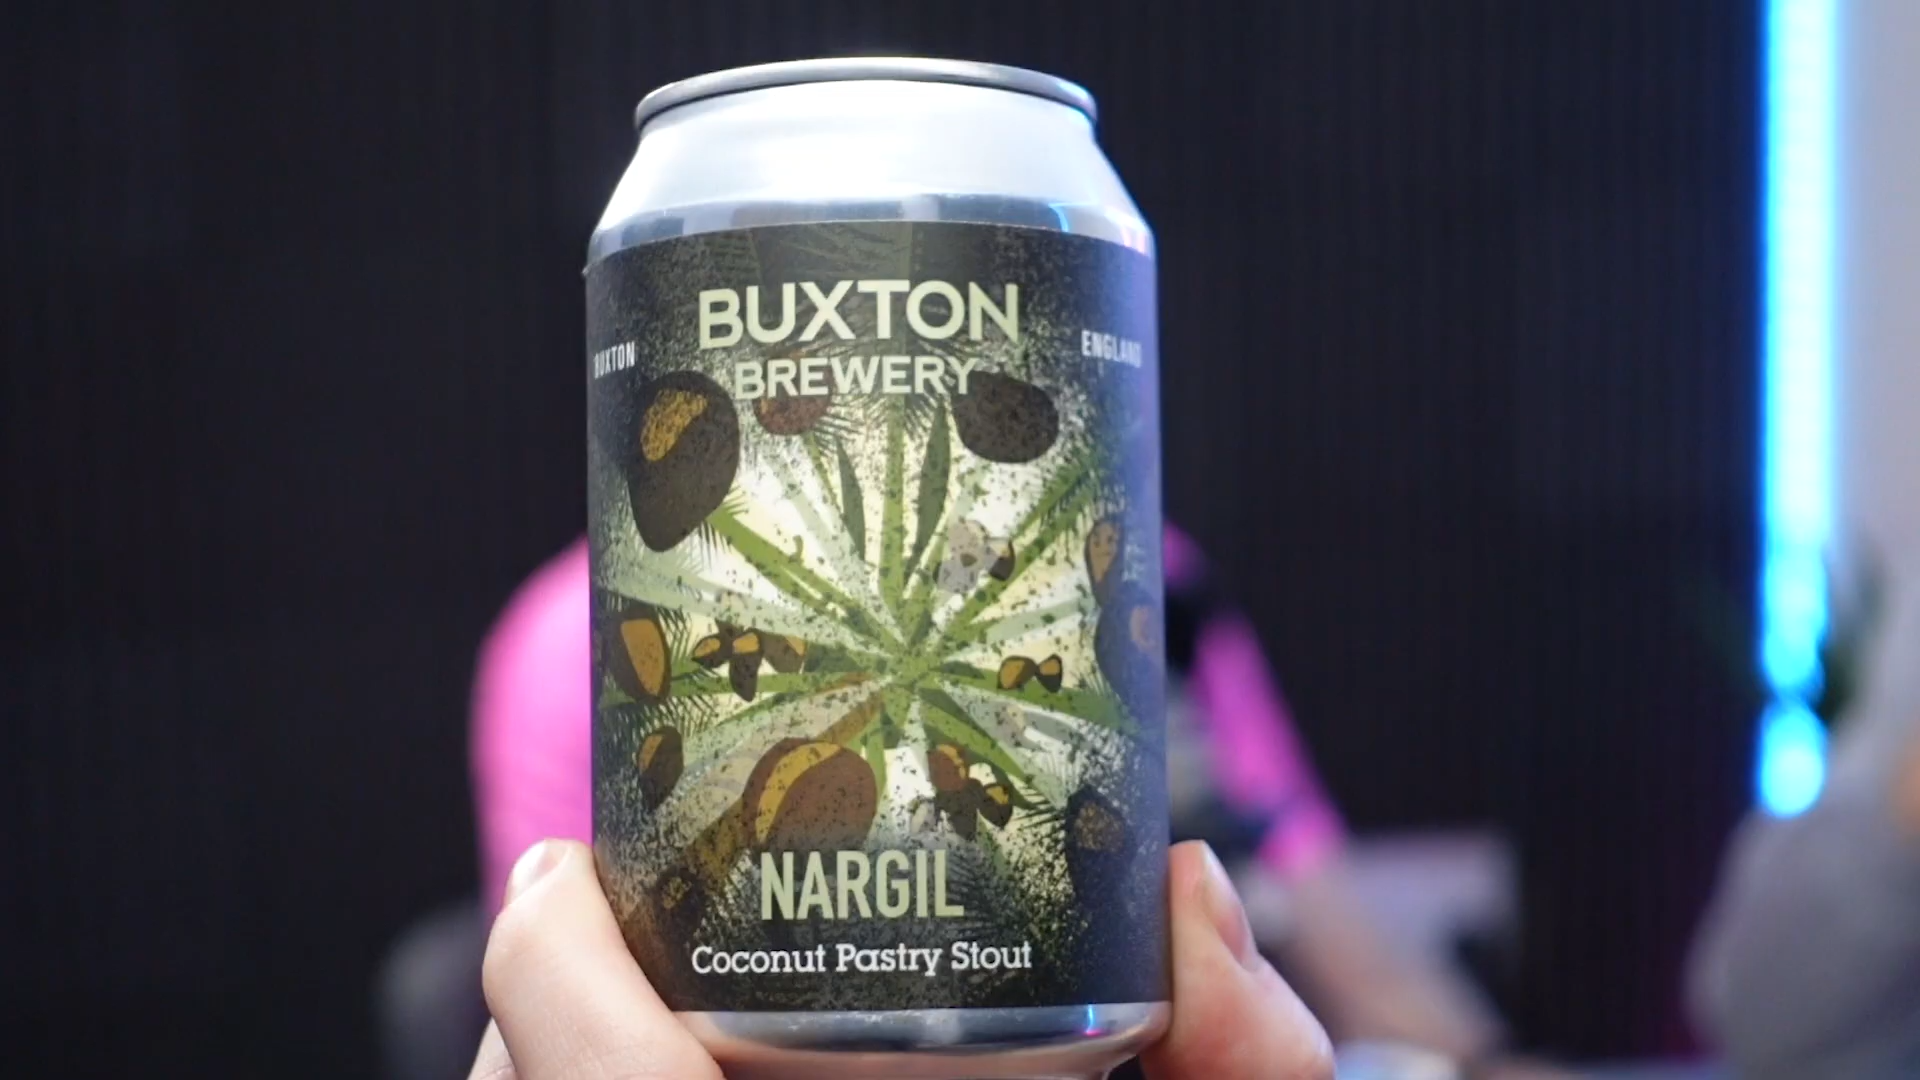 BUXTON
BREWERY
BUXTON
ENGLAND
NARGIL
Coconut Pastry Stout